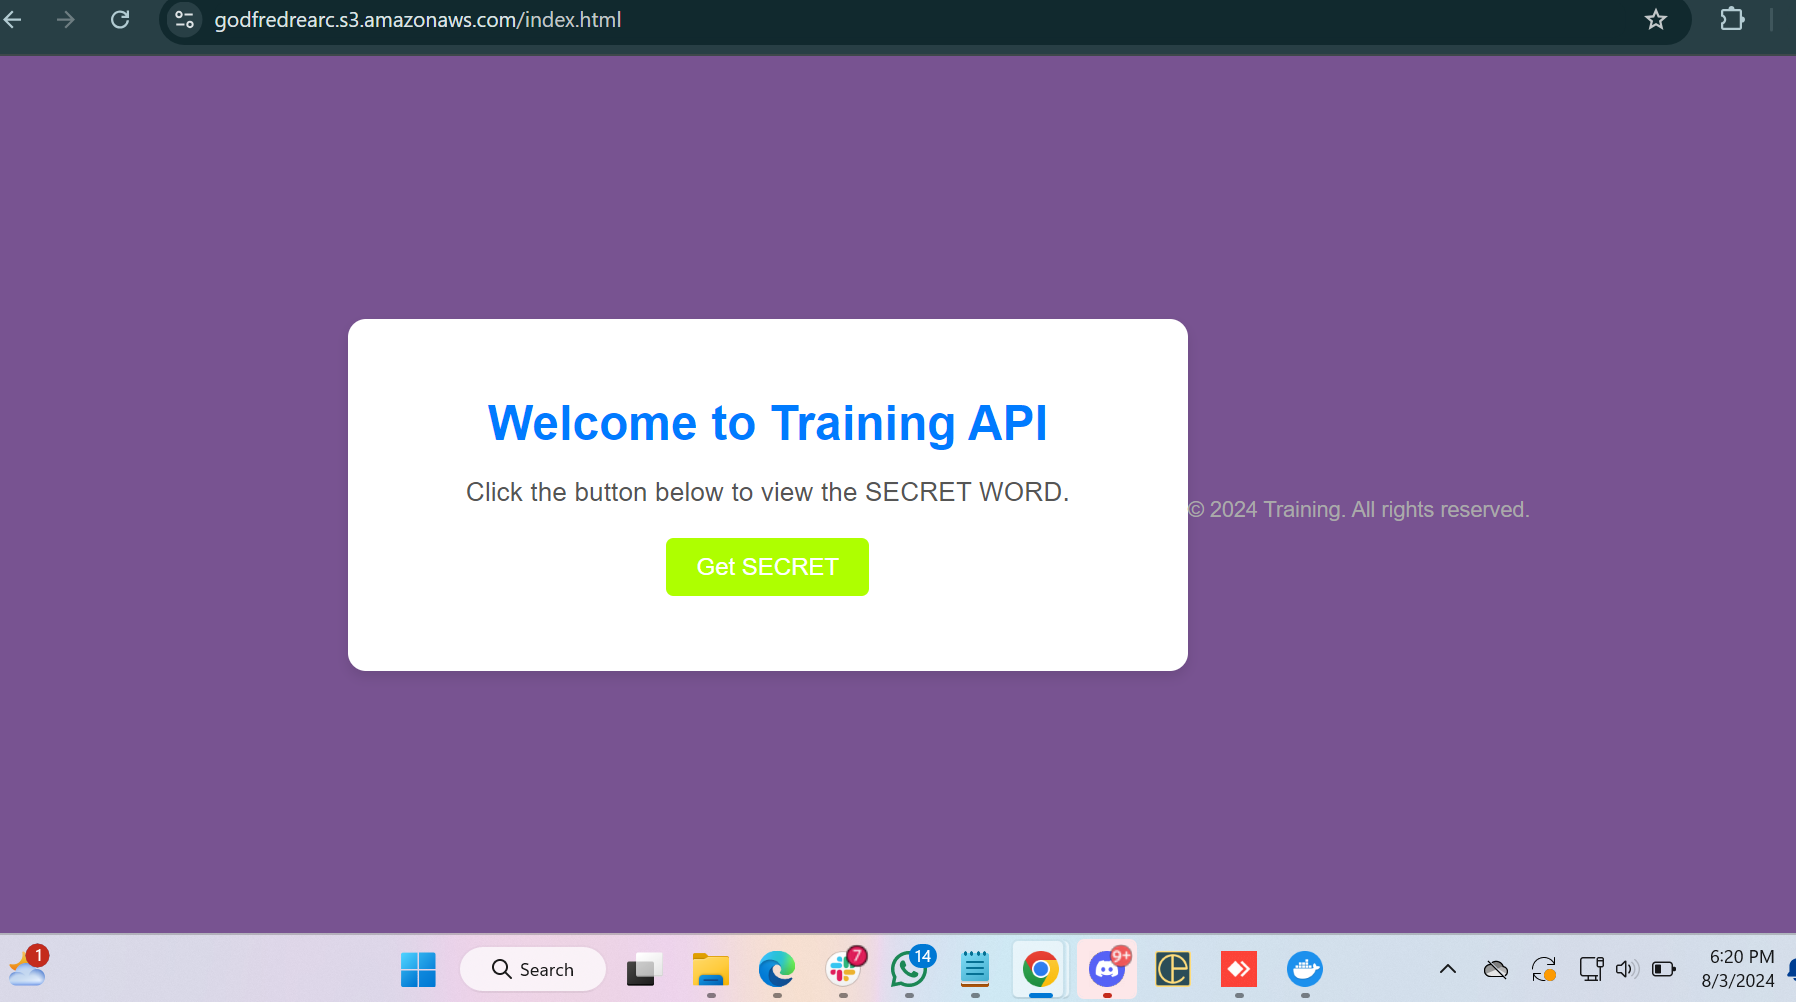 godfredrearc.s3.amazonaws.com/index.html
Welcome to Training API
Click the button below to view the SECRET WORD.
Get SECRET
© 2024 Training. All rights reserved.
1
Search
7
14
9+
6:20 PM
8/3/2024